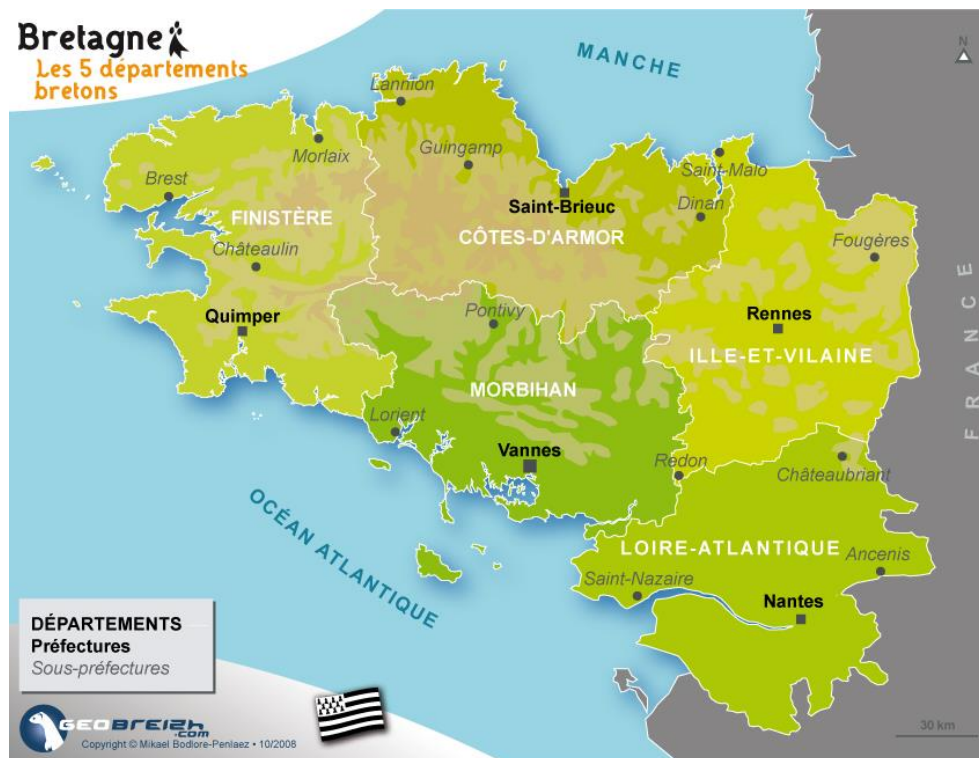 Bretagne
Les 5 départements
bretons
MANCHE
N
Lannion
Morlaix
Guingamp
Saint-Malo
Brest
Saint-Brieuc
Dinan
FINISTÈRE
CÔTES-D'ARMOR
Châteaulin
Fougères
Quimper
Pontivy
Rennes
ILLE-ET-VILAINE
FRANCE
MORBIHAN
Lorient
Vannes
Redon
Châteaubriant
OCÉAN ATLANTIQUE
LOIRE-ATLANTIQUE
Ancenis
Saint-Nazaire
Nantes
DÉPARTEMENTS
Préfectures
Sous-préfectures
GEOBREIZH
.com
Copyright © Mikael Bodlore-Penlaez • 10/2008
30 km